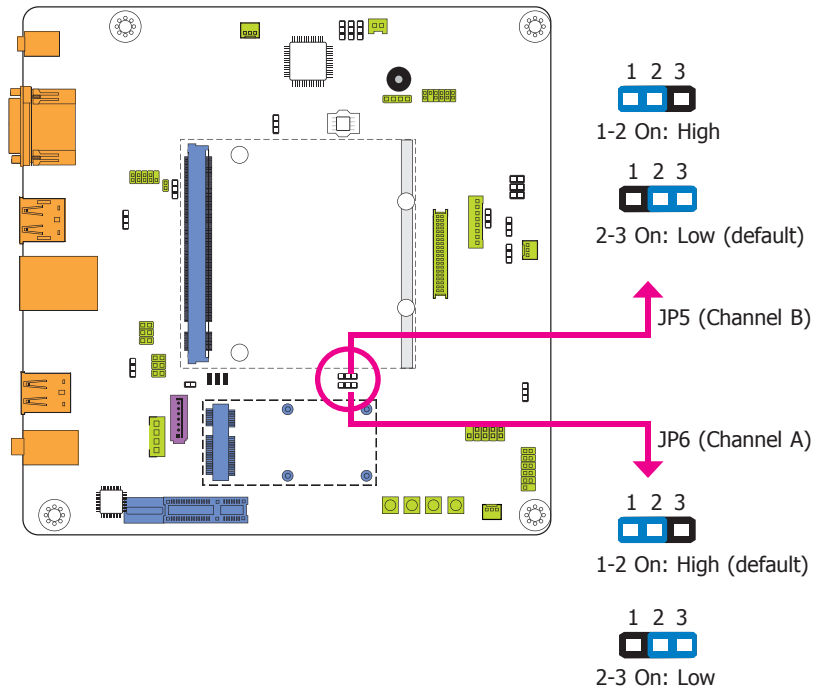 1 2 3
1-2 On: High
1 2 3
2-3 On: Low (default)
JP5 (Channel B)
JP6 (Channel A)
1 2 3
1-2 On: High (default)
1 2 3
2-3 On: Low